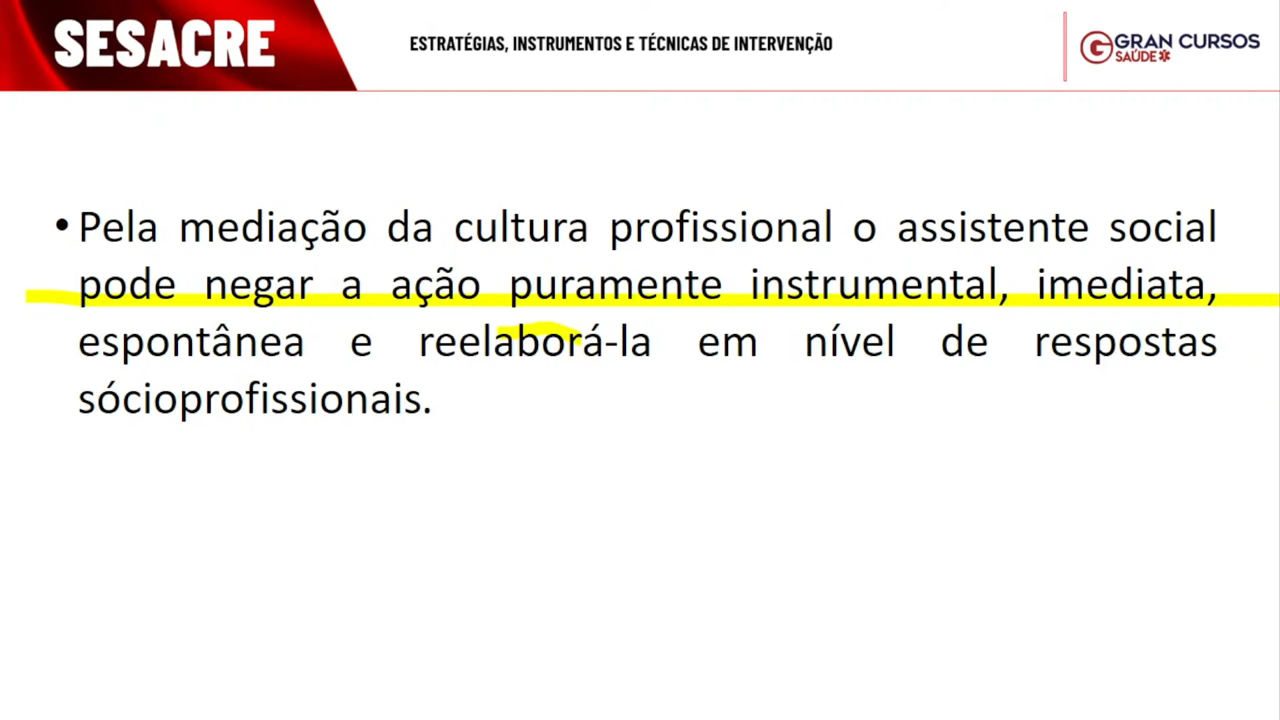 SESACRE
ESTRATÉGIAS, INSTRUMENTOS E TÉCNICAS DE INTERVENÇÃO
GRAN CURSOS
SAÚDE
• Pela mediação da cultura profissional o assistente social
pode negar a ação puramente instrumental, imediata,
espontânea e reelaborá-la em nível de respostas
sócioprofissionais.